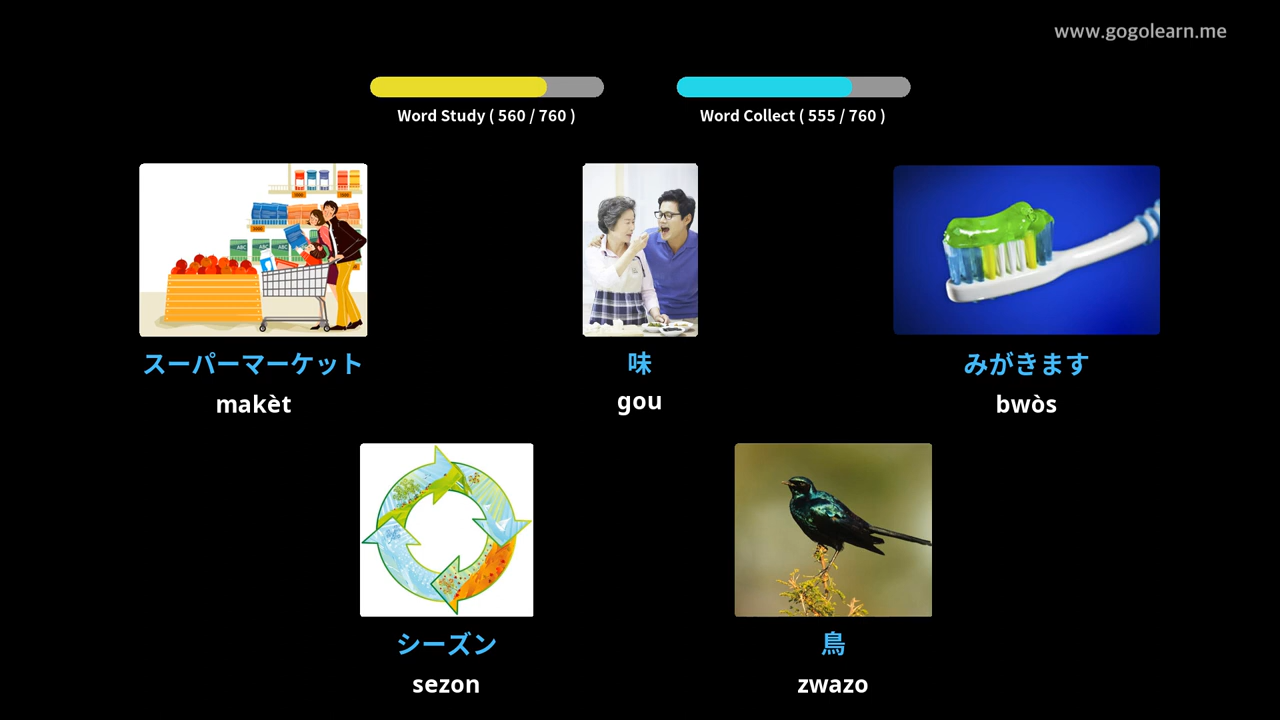 www.gogolearn.me
Word Study ( 560 / 760 )
Word Collect ( 555 / 760 )
スーパーマーケット
makèt
味
gou
みがきます
bwòs
シーズン
sezon
鳥
zwazo